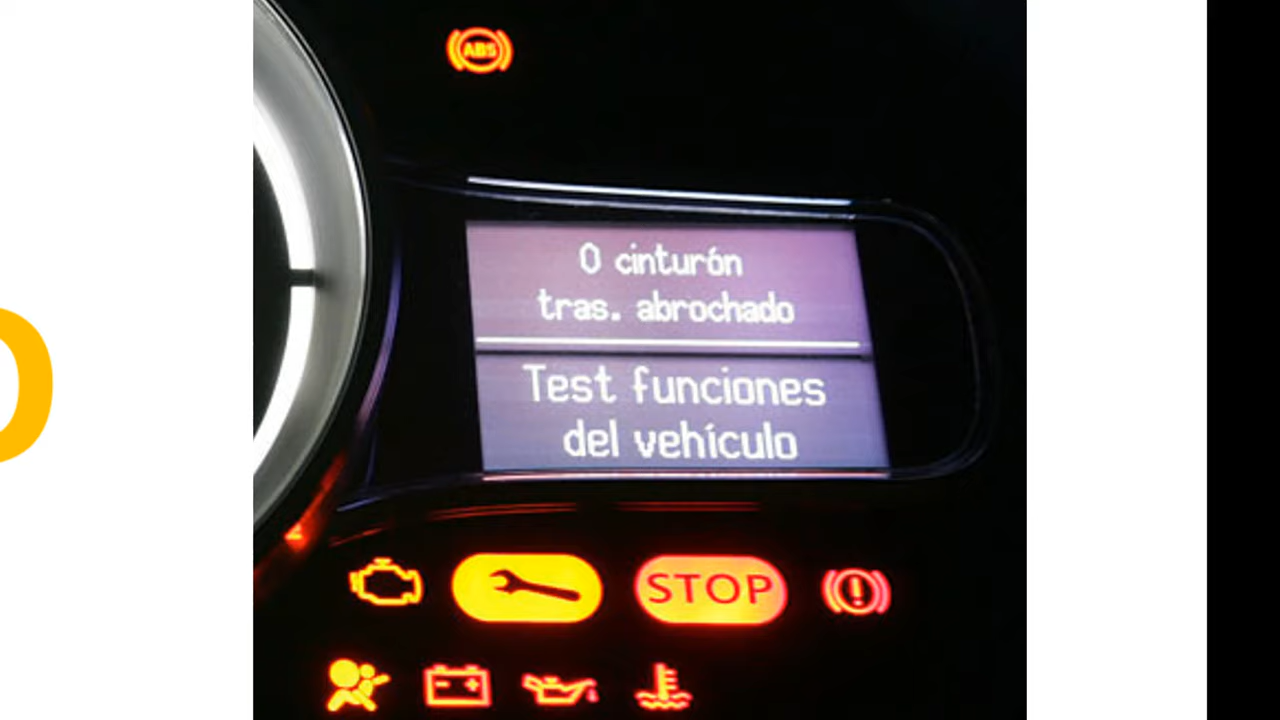 ABS
0 cinturón
tras. abrochado
Test funciones
del vehículo
STOP